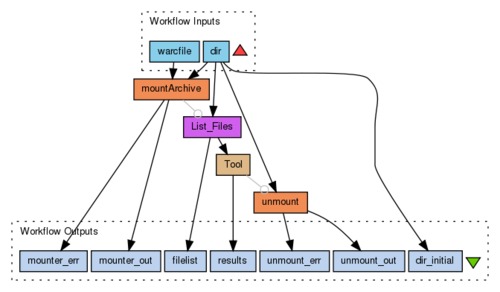 Workflow Inputs
warcfile
dir
mountArchive
List_Files
Tool
unmount
Workflow Outputs
mounter_err
mounter_out
filelist
results
unmount_err
unmount_out
dir_initial